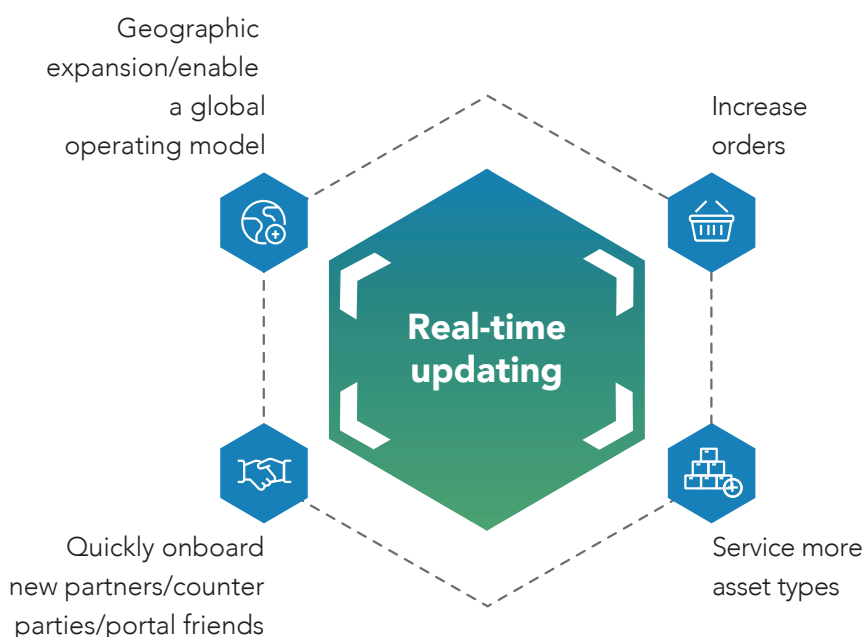 Geographic
expansion/enable
a global
operating model
Increase
orders
Real-time
updating
Quickly onboard
new partners/counter
parties/portal friends
Service more
asset types